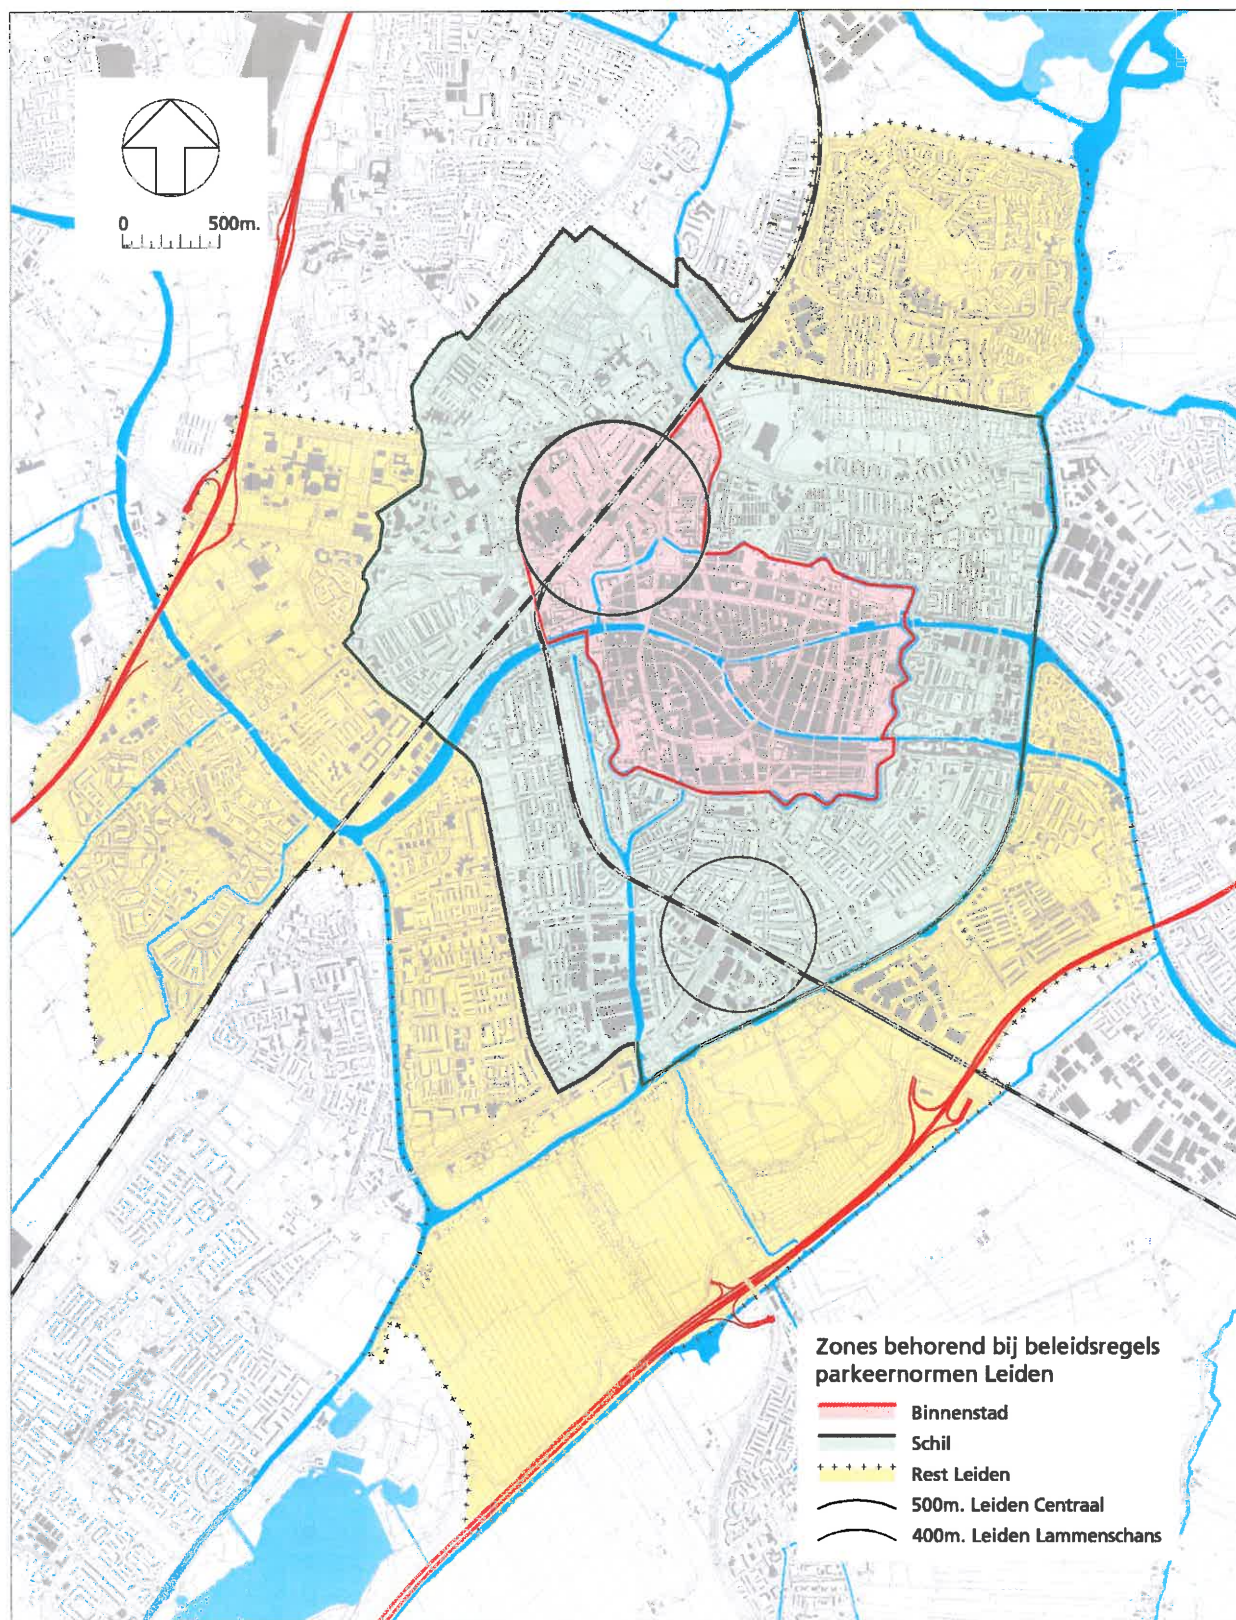 0 500m.
Zones behorend bij beleidsregels
parkeernormen Leiden
Binnenstad
Schil
Rest Leiden
500m. Leiden Centraal
400m. Leiden Lammenschans